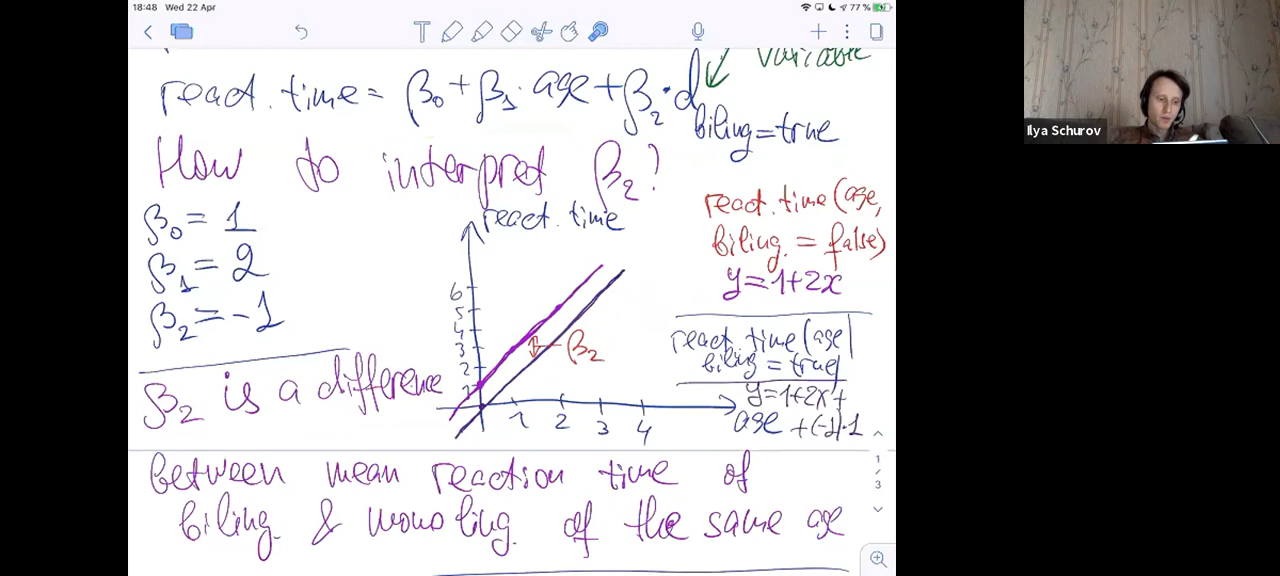 18:48 Wed 22 Apr
77 %
variable
react.time = β₀ + β₁ · age + β₂ · d biling=true
How to interpret β₂?
β₀ = 1
β₁ = 2
β₂ = -1
react.time
6
5
4
3
2
1
β₂
1 2 3 4
age
react.time (age,
biling. = false)
y = 1+2x
react.time (age|
biling = true|
y=1+2x+
+(-1)·1
β₂ is a difference
between mean reaction time of
biling. & monoling. of the same age
1
/
3
Ilya Schurov